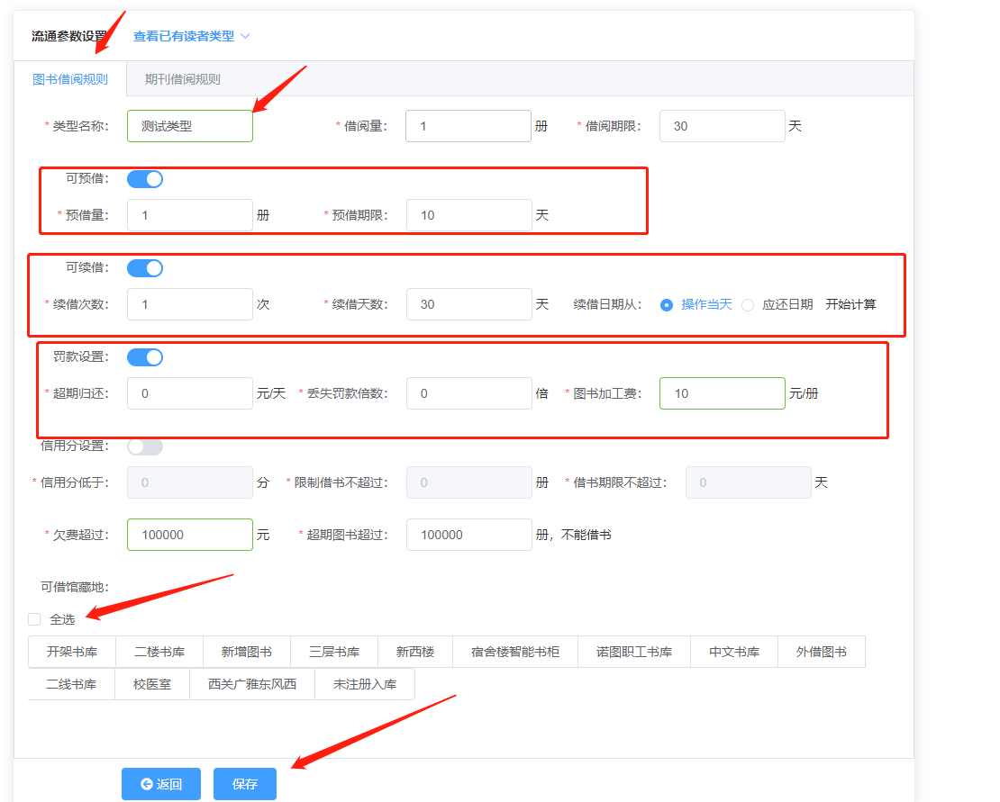 流通参数设置 查看已有读者类型
图书借阅规则 期刊借阅规则
* 类型名称： 测试类型 * 借阅量： 1 册 * 借阅期限： 30 天
可预借：
* 预借量： 1 册 * 预借期限： 10 天
可续借：
* 续借次数： 1 次 * 续借天数： 30 天 续借日期从： 操作当天 应还日期 开始计算
罚款设置：
* 超期归还： 0 元/天 * 丢失罚款倍数： 0 倍 * 图书加工费： 10 元/册
信用分设置：
* 信用分低于： 0 分 * 限制借书不超过： 0 册 * 借书期限不超过： 0 天
* 欠费超过： 100000 元 * 超期图书超过： 100000 册，不能借书
可借馆藏地：
全选
开架书库 二楼书库 新增图书 三层书库 新西楼 宿舍楼智能书柜 诺图职工书库 中文书库 外借图书
二线书库 校医室 西关广雅东风西 未注册入库
返回 保存